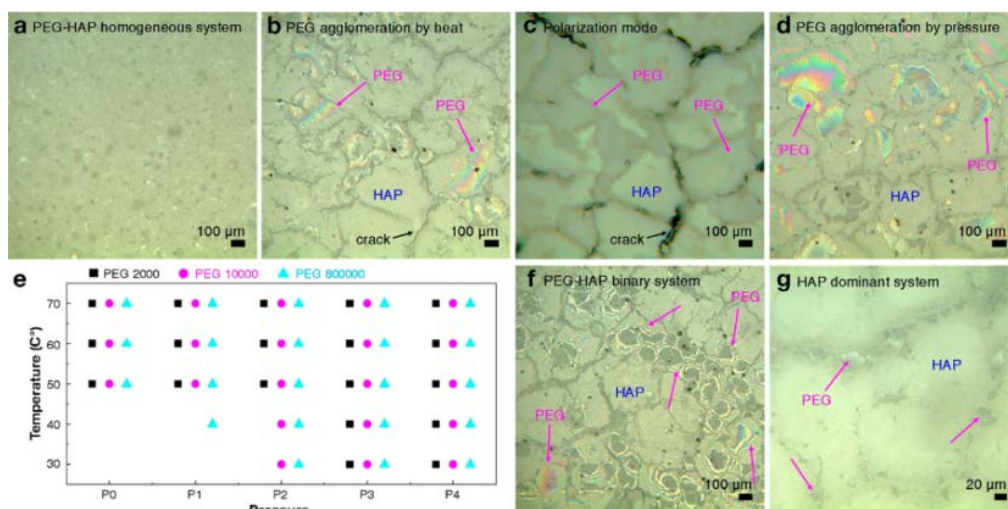 a PEG-HAP homogeneous system
100 µm
b PEG agglomeration by heat
PEG
PEG
HAP
crack
100 µm
c Polarization mode
PEG
PEG
HAP
crack
100 µm
d PEG agglomeration by pressure
PEG
PEG
HAP
100 µm
e
PEG 2000 PEG 10000 PEG 600000
Temperature (C°)
70
60
50
40
30
P0 P1 P2 P3 P4
Pressure
f PEG-HAP binary system
PEG
PEG
HAP
PEG
100 µm
g HAP dominant system
HAP
PEG
20 µm